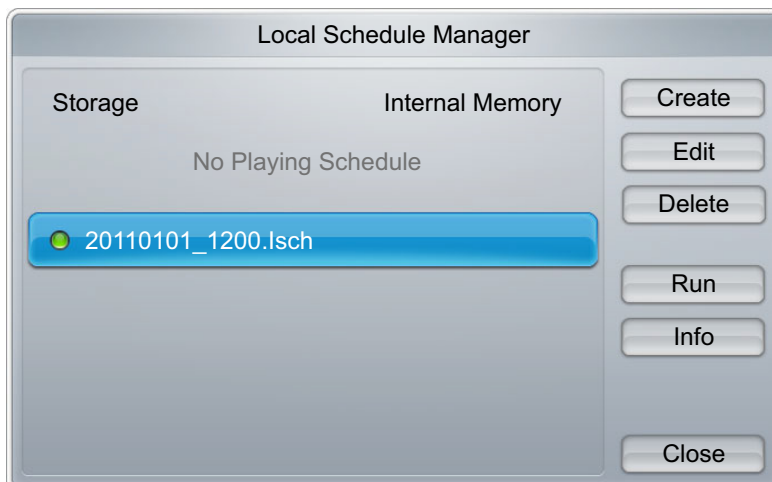 Local Schedule Manager
Storage Internal Memory
No Playing Schedule
20110101_1200.lsch
Create
Edit
Delete
Run
Info
Close